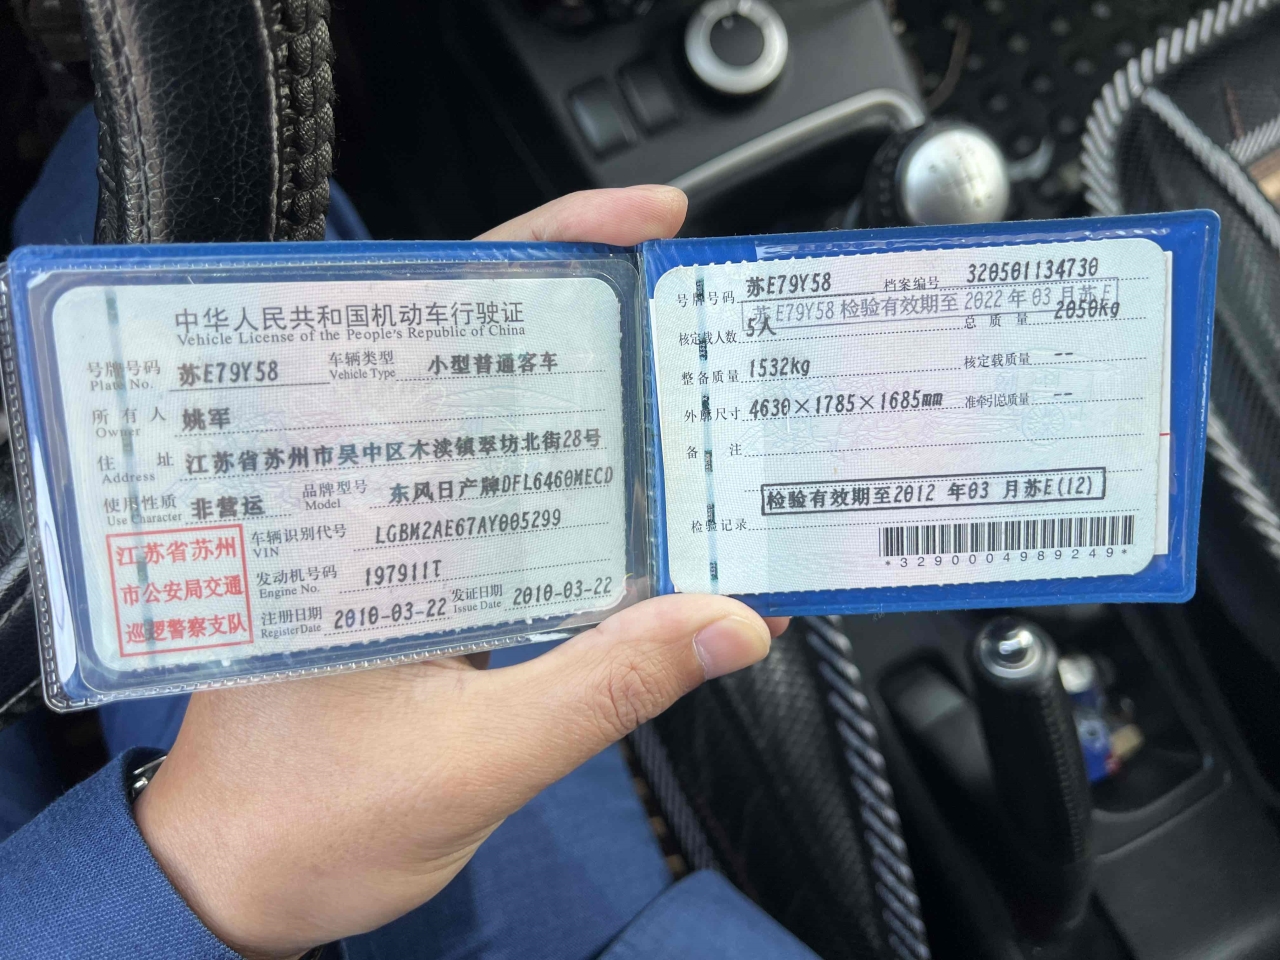 中华人民共和国机动车行驶证
Vehicle License of the People's Republic of China
号牌号码 苏E79Y58 车辆类型 小型普通客车
Plate No. Vehicle Type
所有人 姚军
Owner
住址 江苏省苏州市吴中区木渎镇翠坊北街28号
Address
使用性质 非营运 品牌型号 东风日产牌DFL6460MECD
Use Character Model
江苏省苏州
市公安局交通
巡逻警察支队
车辆识别代号 LGBM2AE67AY005299
VIN
发动机号码 197911T
Engine No.
注册日期 2010-03-22 发证日期 2010-03-22
Register Date Issue Date
号牌号码 苏E79Y58 档案编号 320501134730
苏E79Y58 检验有效期至 2022 年 03 月苏E
核定载人数 5人 总质量 2050kg
整备质量 1532kg 核定载质量 --
外廓尺寸 4630×1785×1685mm 准牵引总质量 --
备注
检验有效期至2012 年03 月苏E(12)
检验记录
*3290004989249*